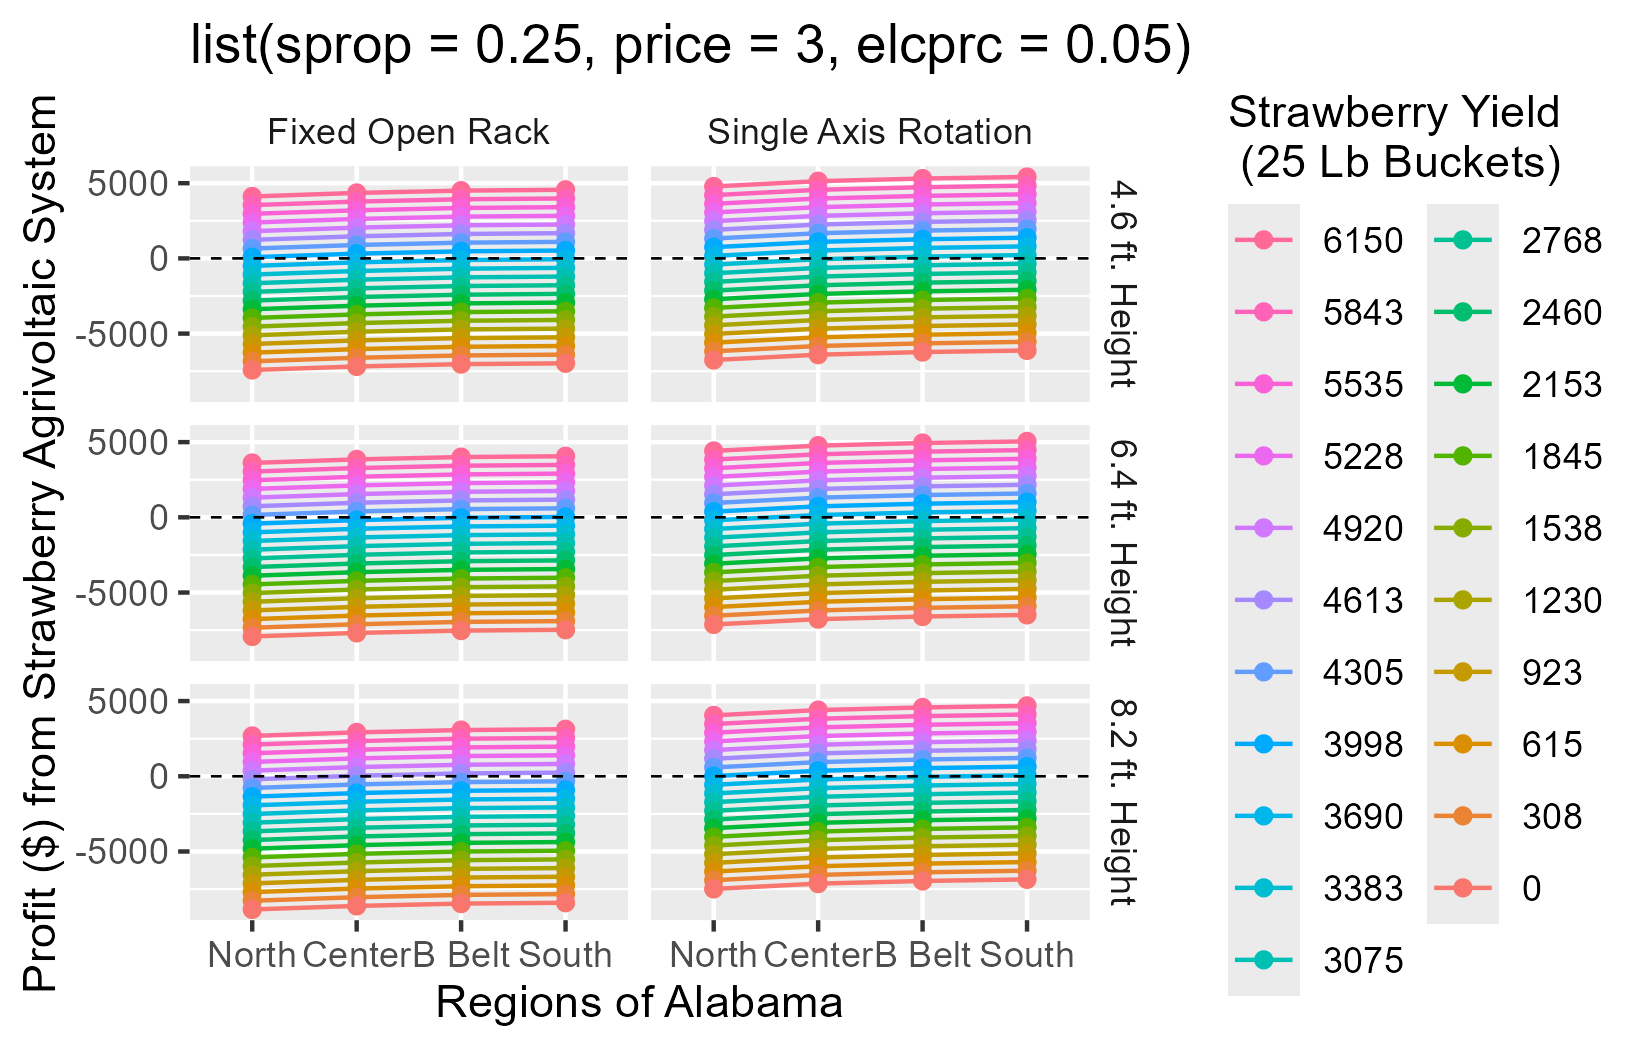 list(sprop = 0.25, price = 3, elcprc = 0.05)
Profit ($) from Strawberry Agrivoltaic System
Fixed Open Rack
Single Axis Rotation
5000
0
-5000
4.6 ft. Height
5000
0
-5000
6.4 ft. Height
5000
0
-5000
8.2 ft. Height
North Center B Belt South
North Center B Belt South
Regions of Alabama
Strawberry Yield
(25 Lb Buckets)
6150
5843
5535
5228
4920
4613
4305
3998
3690
3383
3075
2768
2460
2153
1845
1538
1230
923
615
308
0